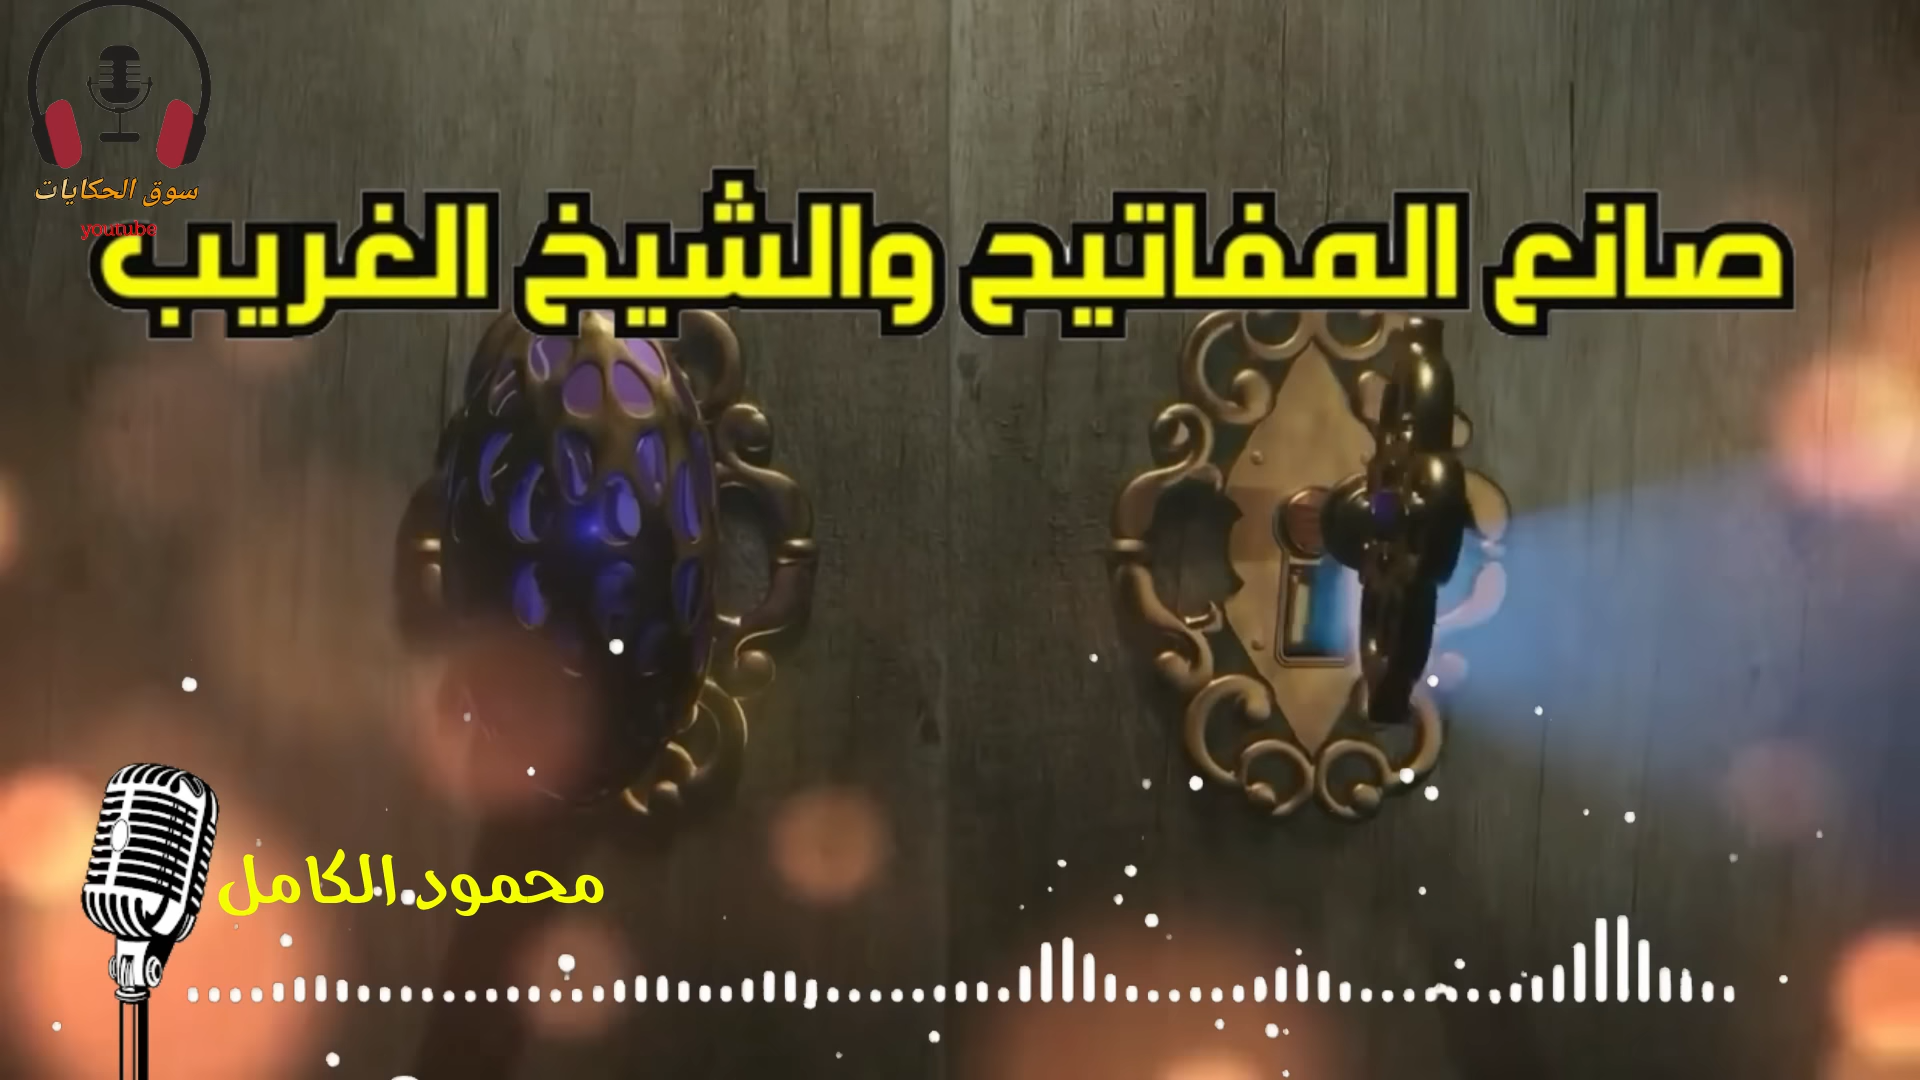 سوق الحكايات
youtube
صانع المفاتيح والشيخ الغريب
محمود الكامل